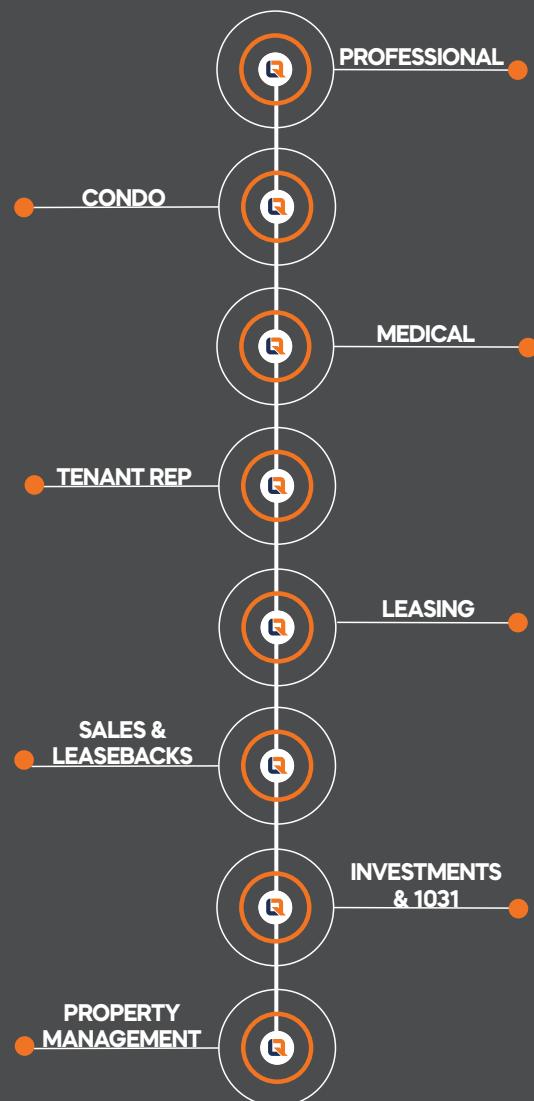 PROFESSIONAL
CONDO
MEDICAL
TENANT REP
LEASING
SALES &
LEASEBACKS
INVESTMENTS
& 1031
PROPERTY
MANAGEMENT